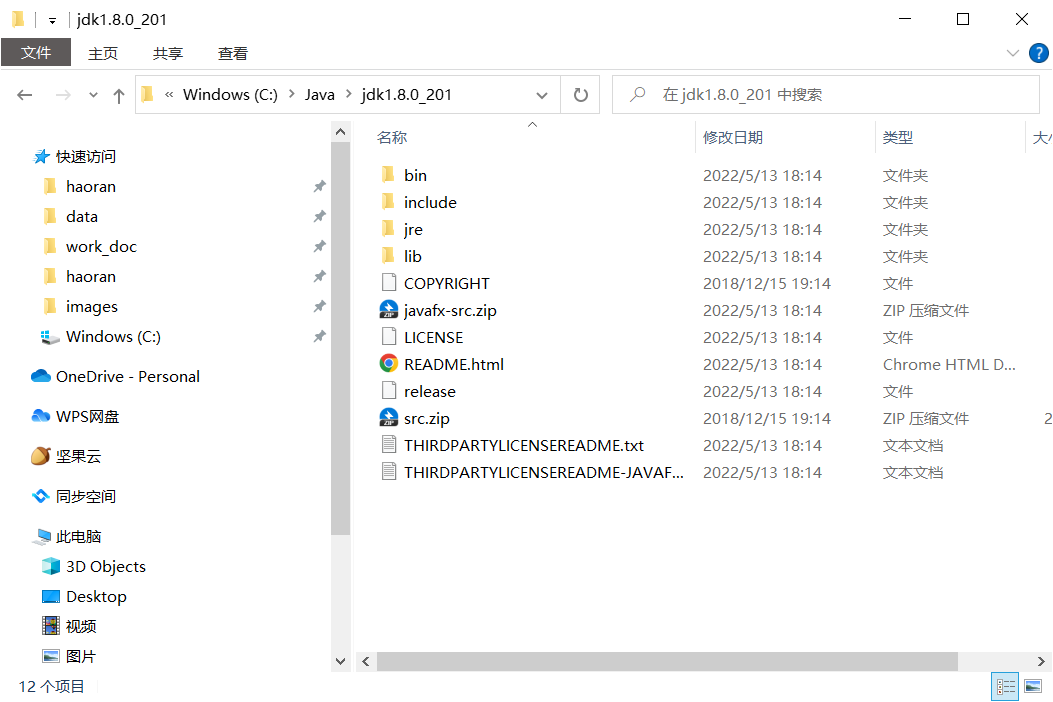 jdk1.8.0_201
文件 主页 共享 查看 ?
« Windows (C:) > Java > jdk1.8.0_201
在 jdk1.8.0_201 中搜索
快速访问
haoran
data
work_doc
haoran
images
Windows (C:)
OneDrive - Personal
WPS网盘
坚果云
同步空间
此电脑
3D Objects
Desktop
视频
图片
名称 修改日期 类型
bin 2022/5/13 18:14 文件夹
include 2022/5/13 18:14 文件夹
jre 2022/5/13 18:14 文件夹
lib 2022/5/13 18:14 文件夹
COPYRIGHT 2018/12/15 19:14 文件
javafx-src.zip 2022/5/13 18:14 ZIP 压缩文件
LICENSE 2022/5/13 18:14 文件
README.html 2022/5/13 18:14 Chrome HTML D...
release 2022/5/13 18:14 文件
src.zip 2018/12/15 19:14 ZIP 压缩文件 2
THIRDPARTYLICENSEREADME.txt 2022/5/13 18:14 文本文档
THIRDPARTYLICENSEREADME-JAVAF... 2022/5/13 18:14 文本文档
12 个项目